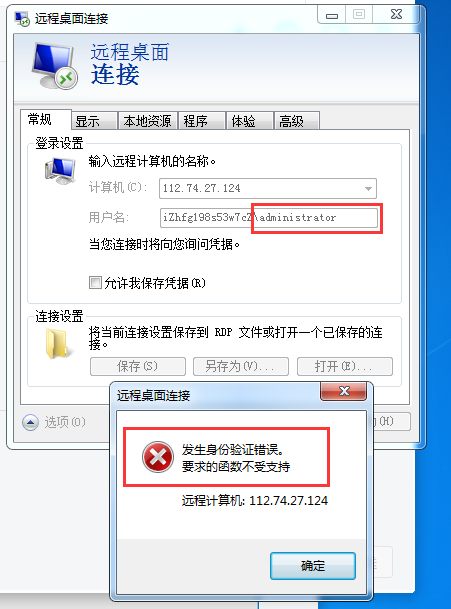 远程桌面连接
远程桌面
连接
常规 显示 本地资源 程序 体验 高级
登录设置
输入远程计算机的名称。
计算机(C): 112.74.27.124
用户名: iZhfgl98s53w7cZ\administrator
当您连接时将向您询问凭据。
允许我保存凭据(R)
连接设置
将当前连接设置保存到 RDP 文件或打开一个已保存的连
接。
保存(S) 另存为(V)... 打开(E)...
选项(O)
(H)
远程桌面连接
发生身份验证错误。
要求的函数不受支持
远程计算机: 112.74.27.124
确定